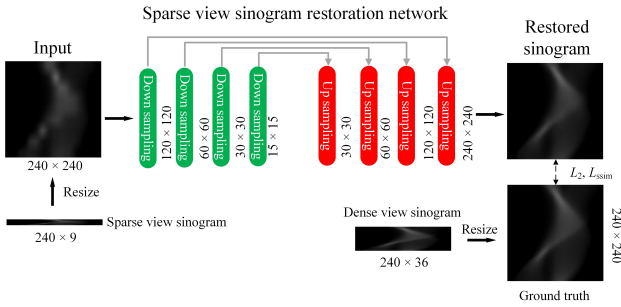 Sparse view sinogram restoration network
Input
Restored
sinogram
Down sampling
120 × 120
Down sampling
60 × 60
Down sampling
30 × 30
Down sampling
15 × 15
Up sampling
30 × 30
Up sampling
60 × 60
Up sampling
120 × 120
Up sampling
240 × 240
240 × 240
Resize
Sparse view sinogram
240 × 9
L2, Lssim
Dense view sinogram
Resize
240 × 36
240 × 240
Ground truth